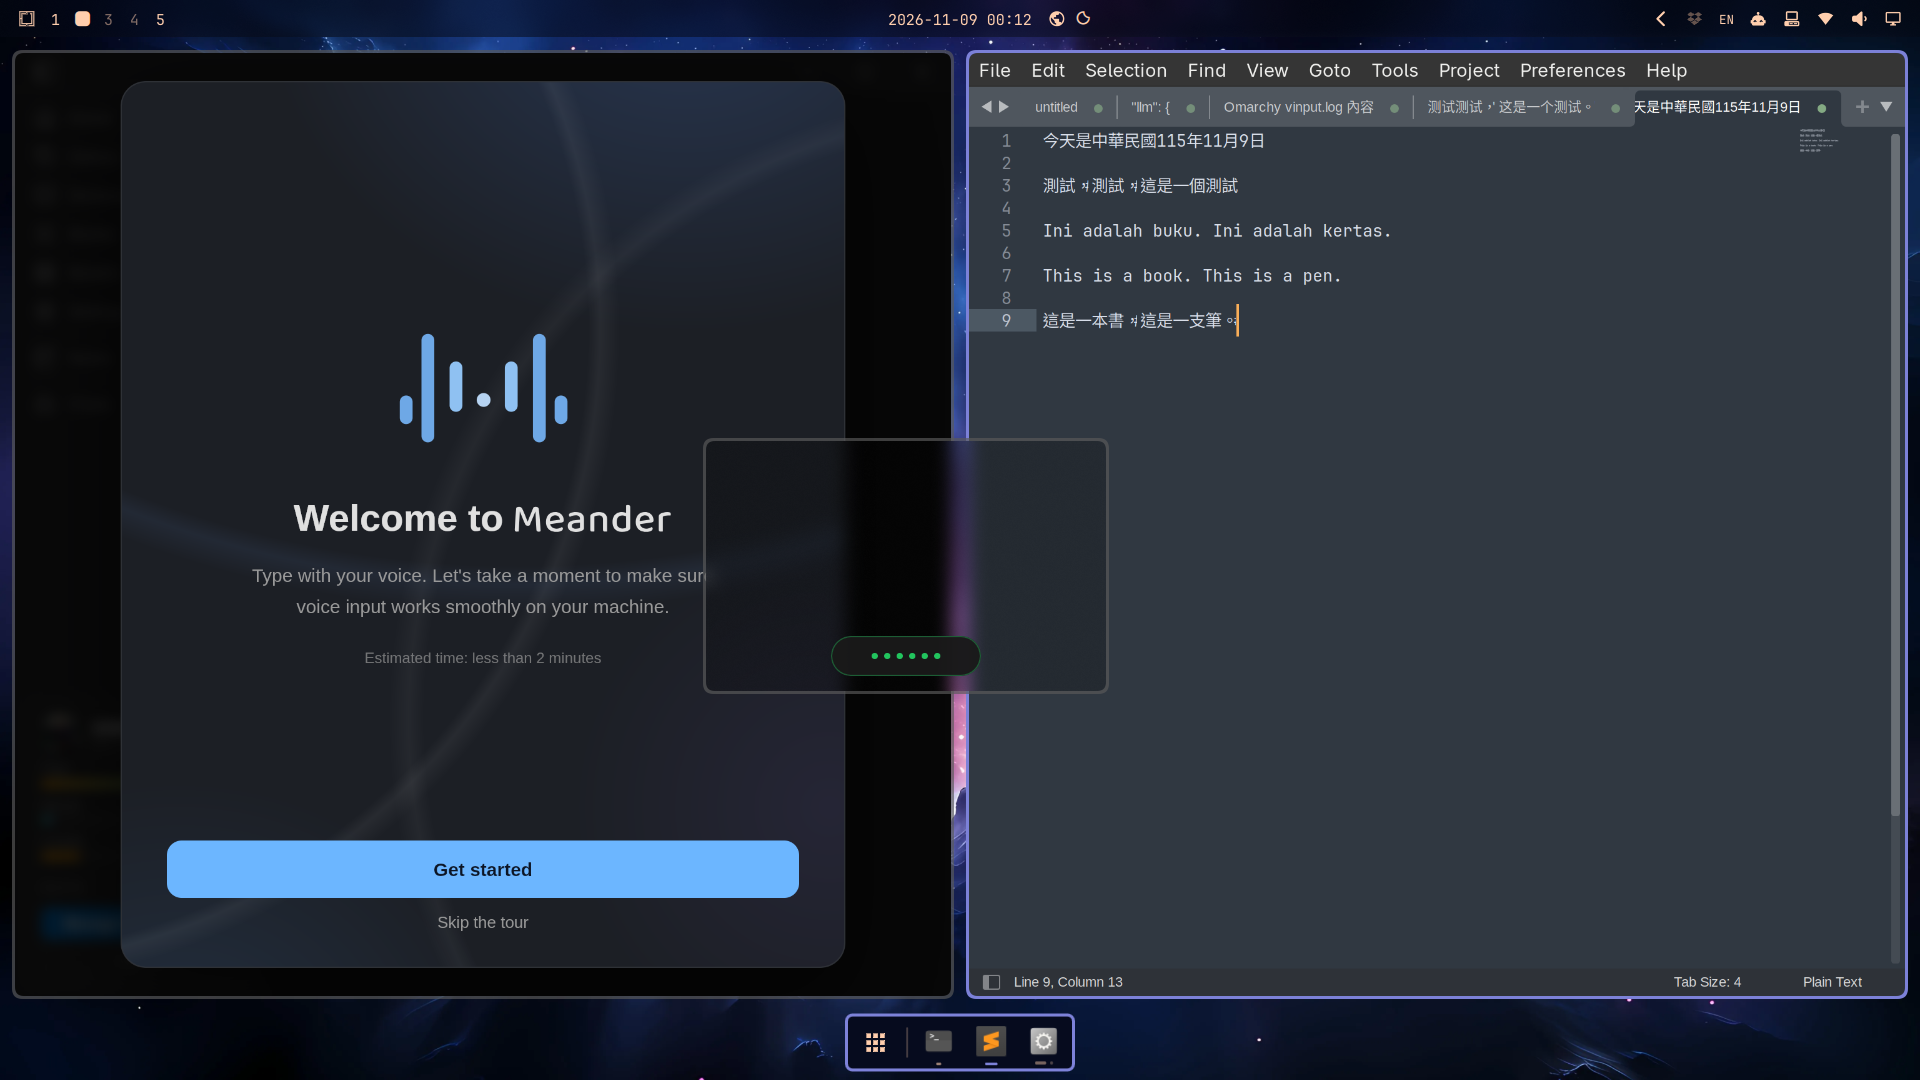 1 3 4 5
2026-11-09 00:12
EN
Welcome to Meander
Type with your voice. Let's take a moment to make sure
voice input works smoothly on your machine.
Estimated time: less than 2 minutes
Get started
Skip the tour
File Edit Selection Find View Goto Tools Project Preferences Help
untitled "llm": { Omarchy vinput.log 內容 测试测试，' 这是一个测试。 天是中華民國115年11月9日
1 今天是中華民國115年11月9日
2
3 測試，測試，這是一個測試
4
5 Ini adalah buku. Ini adalah kertas.
6
7 This is a book. This is a pen.
8
9 這是一本書，這是一支筆。
Line 9, Column 13 Tab Size: 4 Plain Text